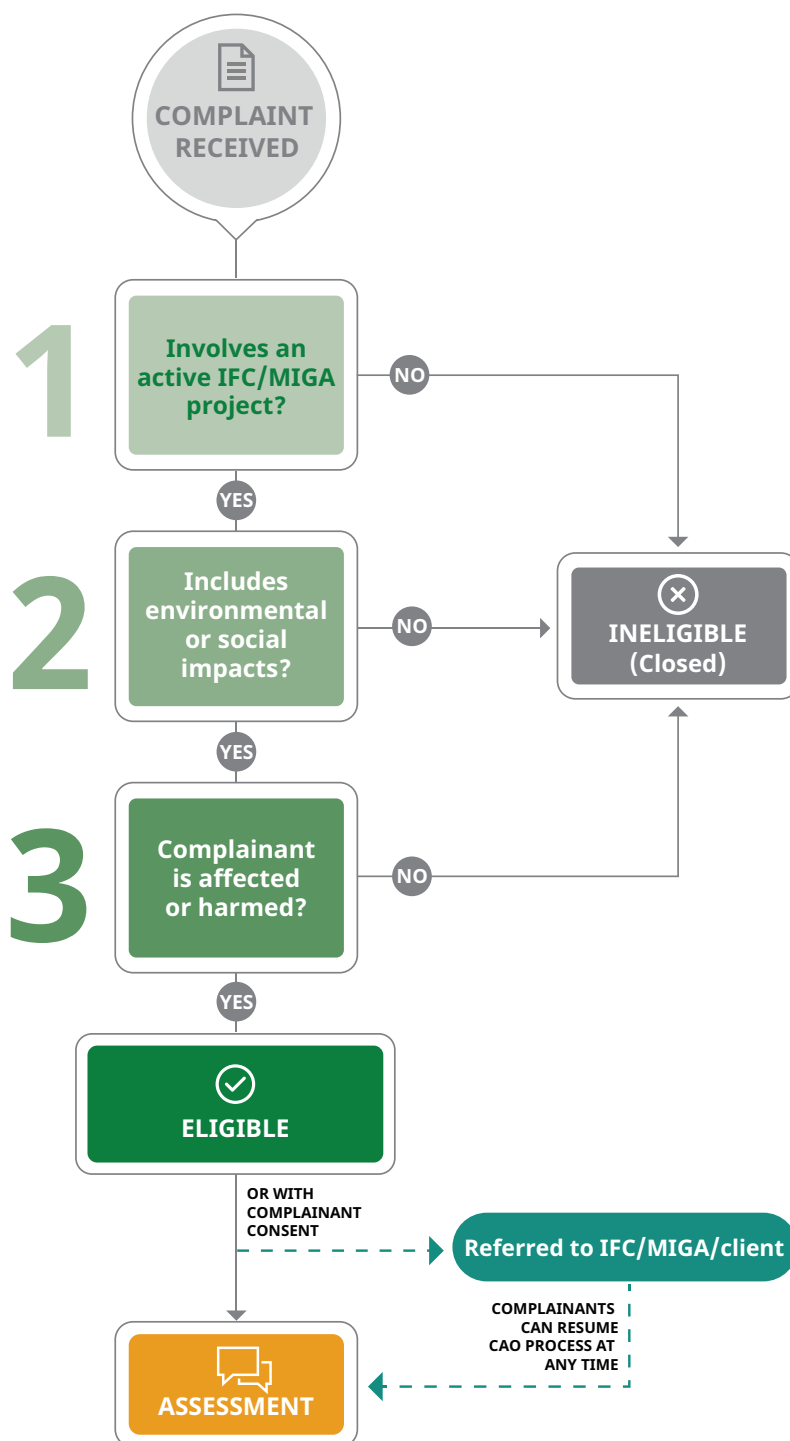 COMPLAINT
RECEIVED
1
Involves an
active IFC/MIGA
project?
NO
YES
2
Includes
environmental
or social
impacts?
NO
INELIGIBLE
(Closed)
YES
3
Complainant
is affected
or harmed?
NO
YES
ELIGIBLE
OR WITH
COMPLAINANT
CONSENT
Referred to IFC/MIGA/client
COMPLAINANTS
CAN RESUME
CAO PROCESS AT
ANY TIME
ASSESSMENT